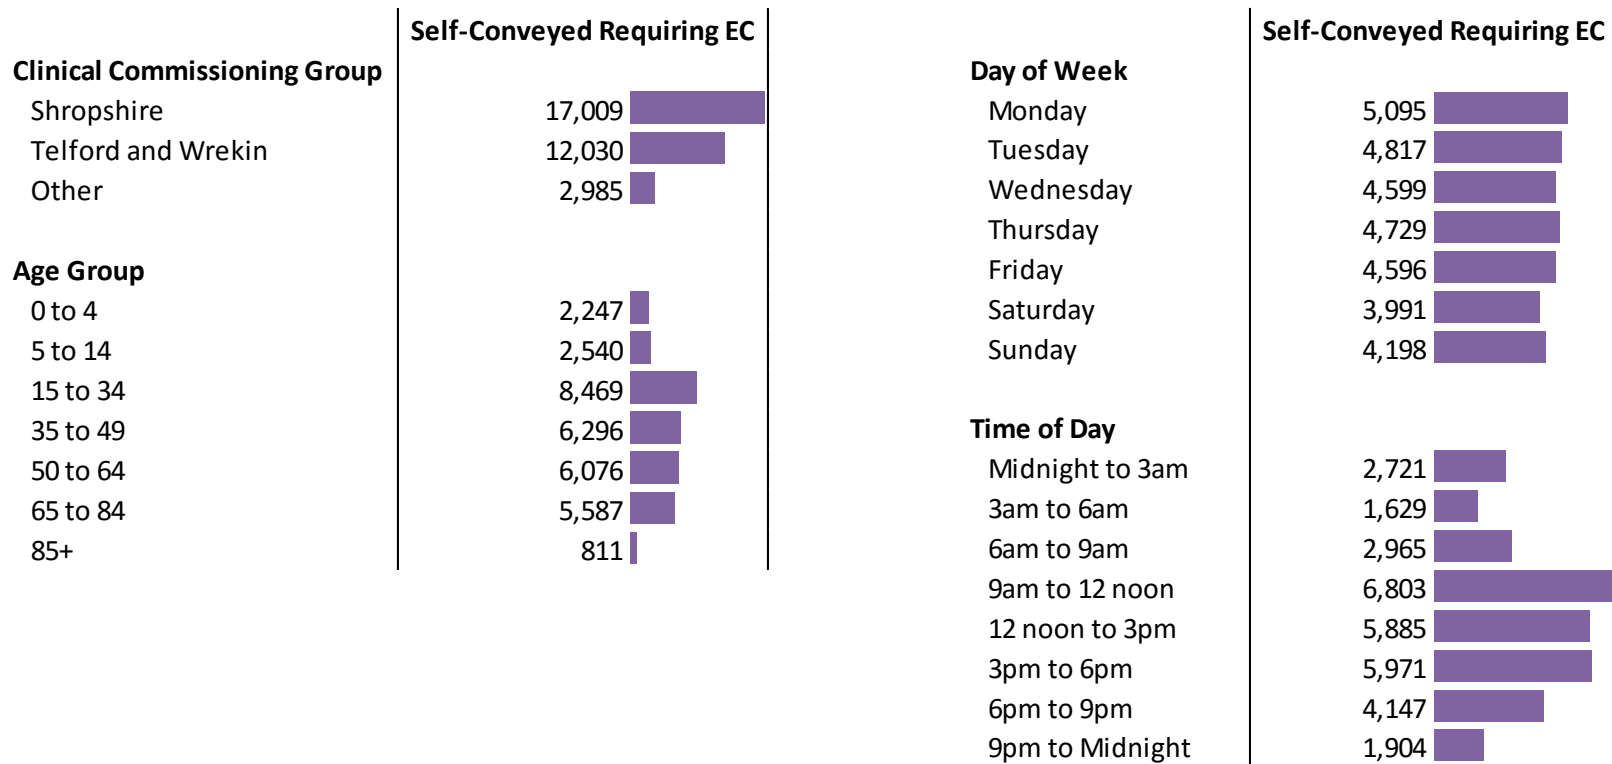 Self-Conveyed Requiring EC
Clinical Commissioning Group
Shropshire 17,009
Telford and Wrekin 12,030
Other 2,985
Age Group
0 to 4 2,247
5 to 14 2,540
15 to 34 8,469
35 to 49 6,296
50 to 64 6,076
65 to 84 5,587
85+ 811
Self-Conveyed Requiring EC
Day of Week
Monday 5,095
Tuesday 4,817
Wednesday 4,599
Thursday 4,729
Friday 4,596
Saturday 3,991
Sunday 4,198
Time of Day
Midnight to 3am 2,721
3am to 6am 1,629
6am to 9am 2,965
9am to 12 noon 6,803
12 noon to 3pm 5,885
3pm to 6pm 5,971
6pm to 9pm 4,147
9pm to Midnight 1,904